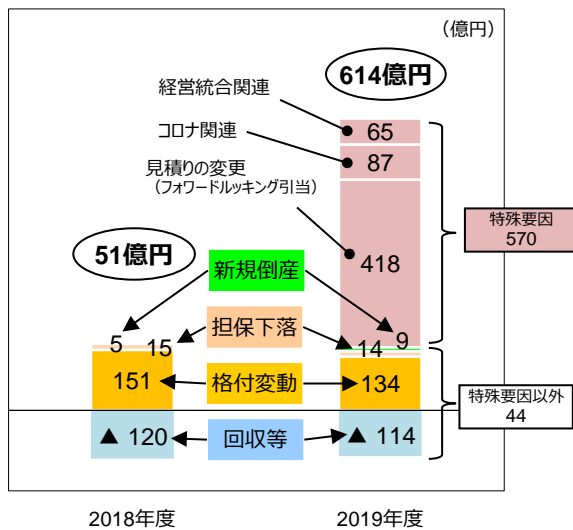 (億円)
614億円
経営統合関連
65
コロナ関連
87
見積りの変更
(フォワードルッキング引当)
418
特殊要因
570
51億円
新規倒産
5
9
担保下落
15
14
151
格付変動
134
特殊要因以外
44
▲ 120
回収等
▲ 114
2018年度
2019年度